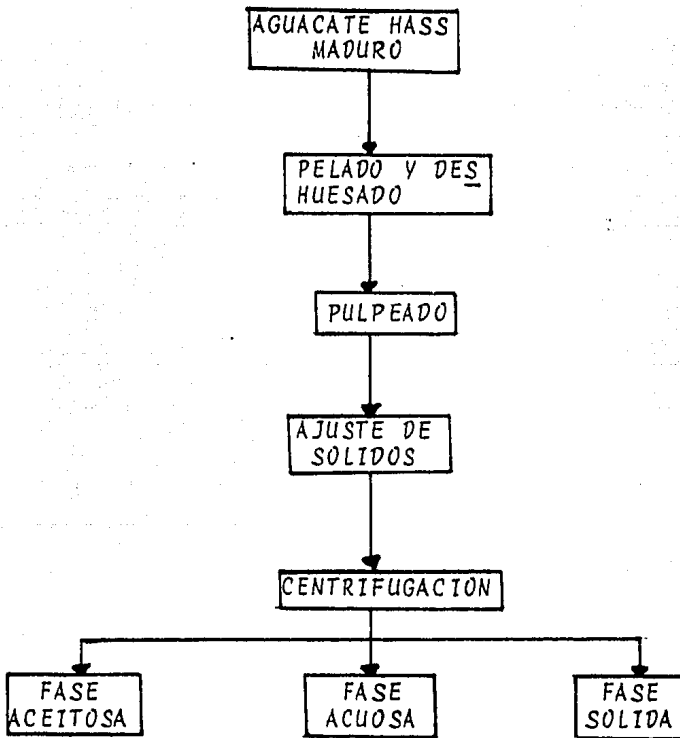 AGUACATE HASS
MADURO
PELADO Y DES
HUESADO
PULPEADO
AJUSTE DE
SOLIDOS
CENTRIFUGACION
FASE
ACEITOSA
FASE
ACUOSA
FASE
SOLIDA